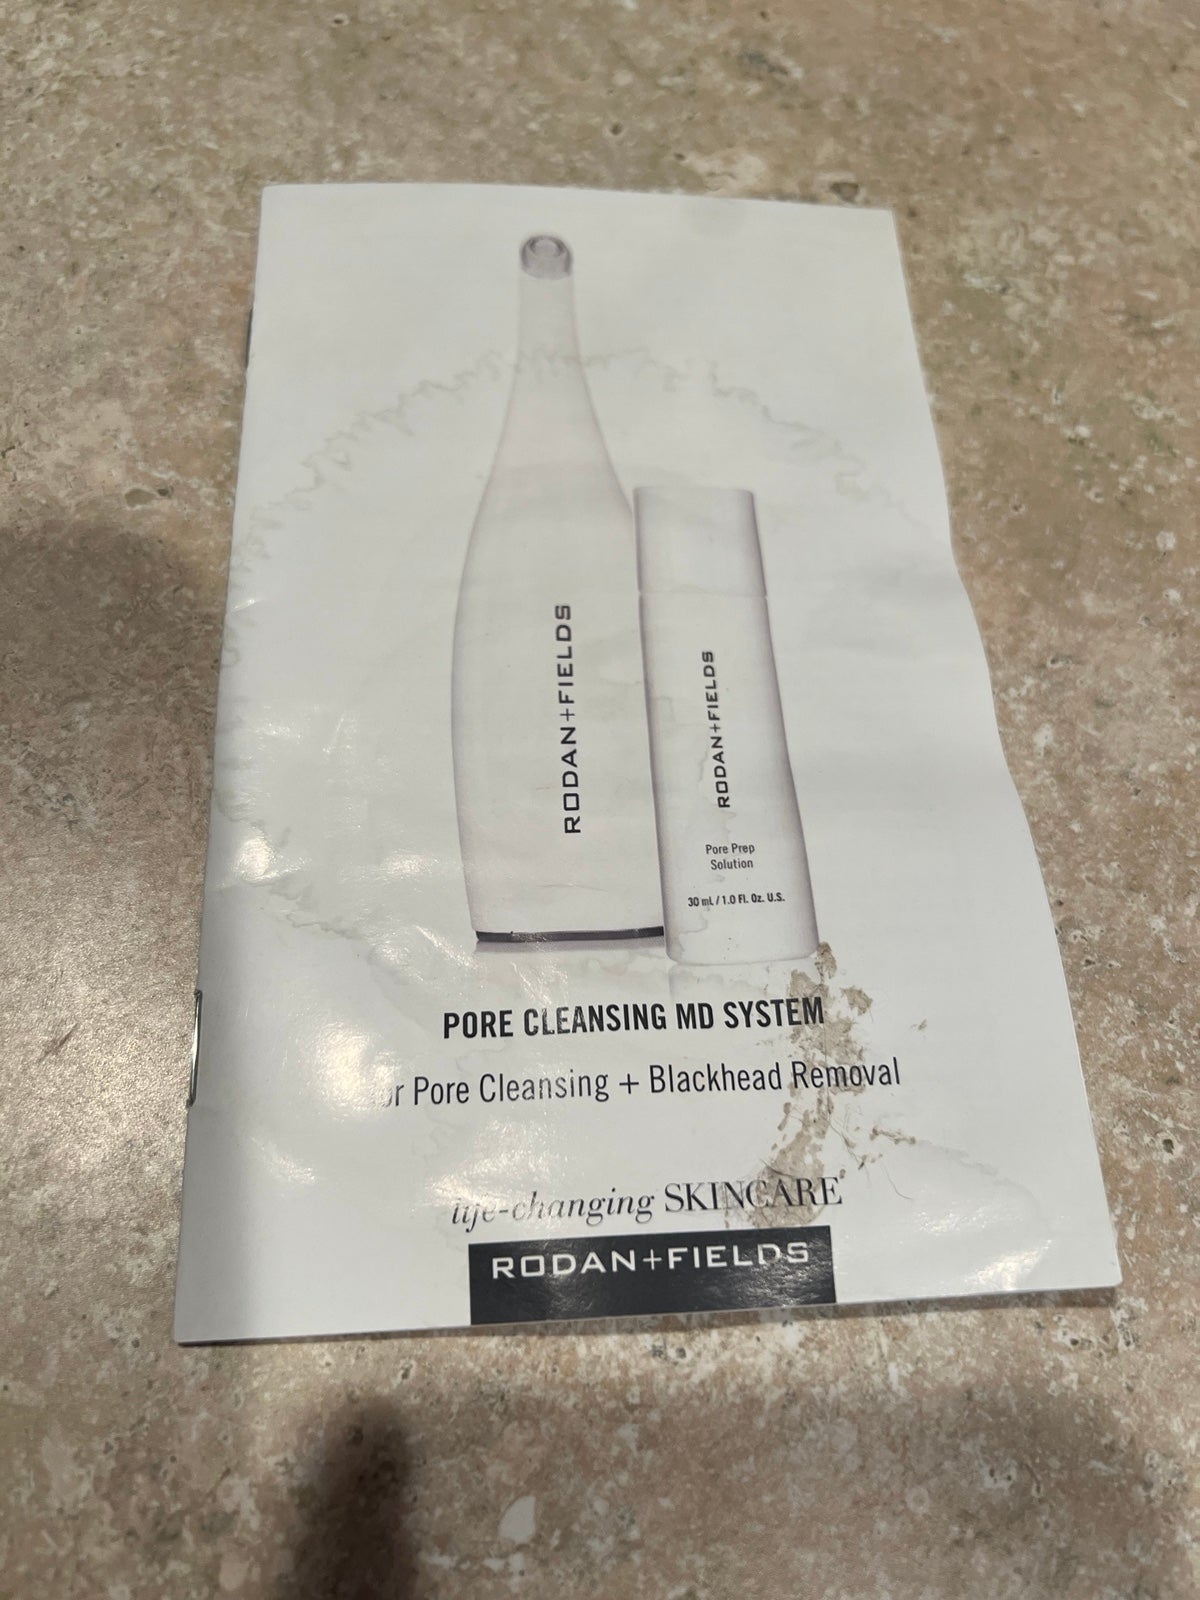 RODAN+FIELDS
RODAN+FIELDS
Pore Prep
Solution
30 mL / 1.0 Fl. Oz. U.S.
PORE CLEANSING MD SYSTEM
For Pore Cleansing + Blackhead Removal
life-changing SKINCARE
RODAN+FIELDS